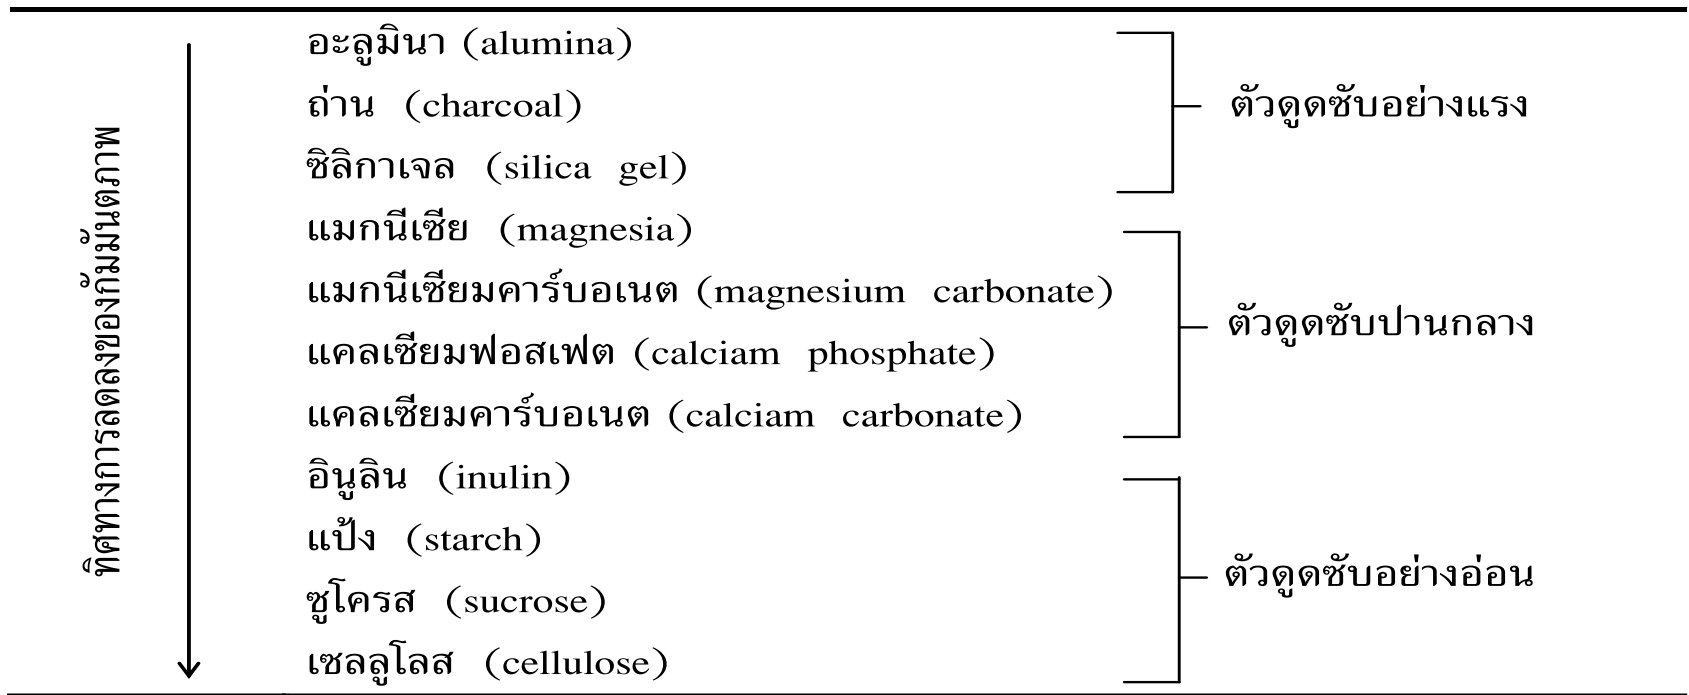 อะลูมินา (alumina)
ถ่าน (charcoal)
ตัวดูดซับอย่างแรง
ซิลิกาเจล (silica gel)
แมกนีเซีย (magnesia)
แมกนีเซียมคาร์บอเนต (magnesium carbonate)
ตัวดูดซับปานกลาง
แคลเซียมฟอสเฟต (calciam phosphate)
แคลเซียมคาร์บอเนต (calciam carbonate)
อินูลิน (inulin)
แป้ง (starch)
ตัวดูดซับอย่างอ่อน
ซูโครส (sucrose)
เซลลูโลส (cellulose)
ทิศทางการลดลงของกัมมันตภาพ